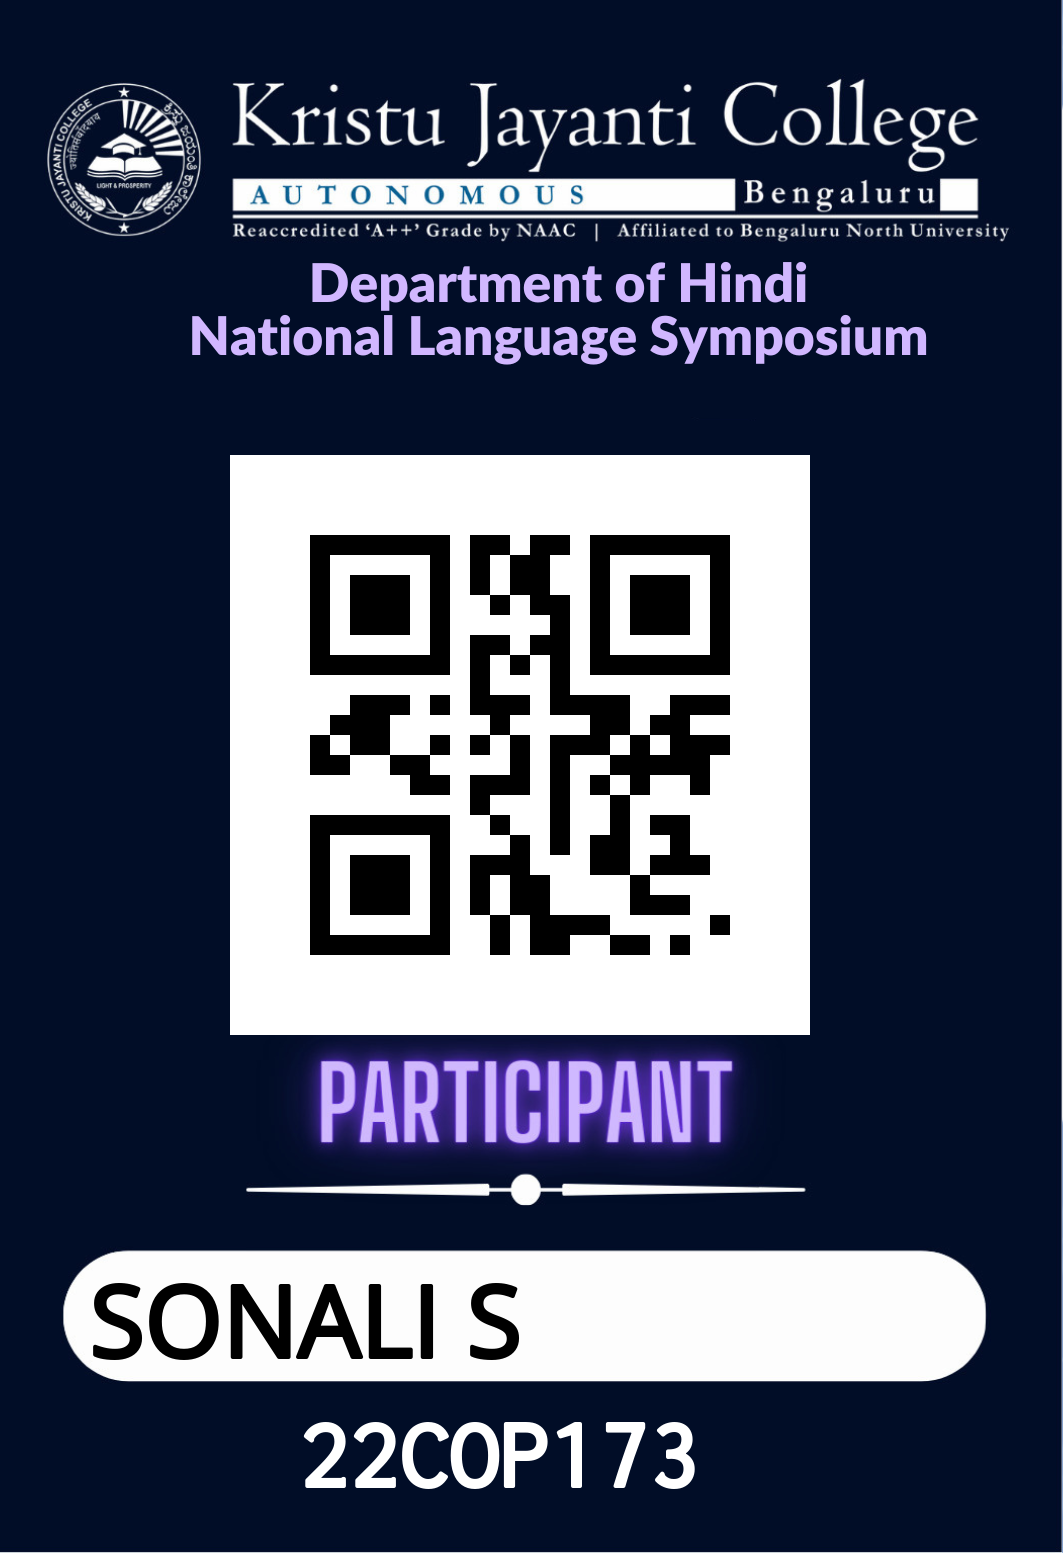 KRISTU JAYANTI COLLEGE
LIGHT & PROSPERITY
Kristu Jayanti College
AUTONOMOUS Bengaluru
Reaccredited ‘A++’ Grade by NAAC | Affiliated to Bengaluru North University
Department of Hindi
National Language Symposium
PARTICIPANT
SONALI S
22COP173